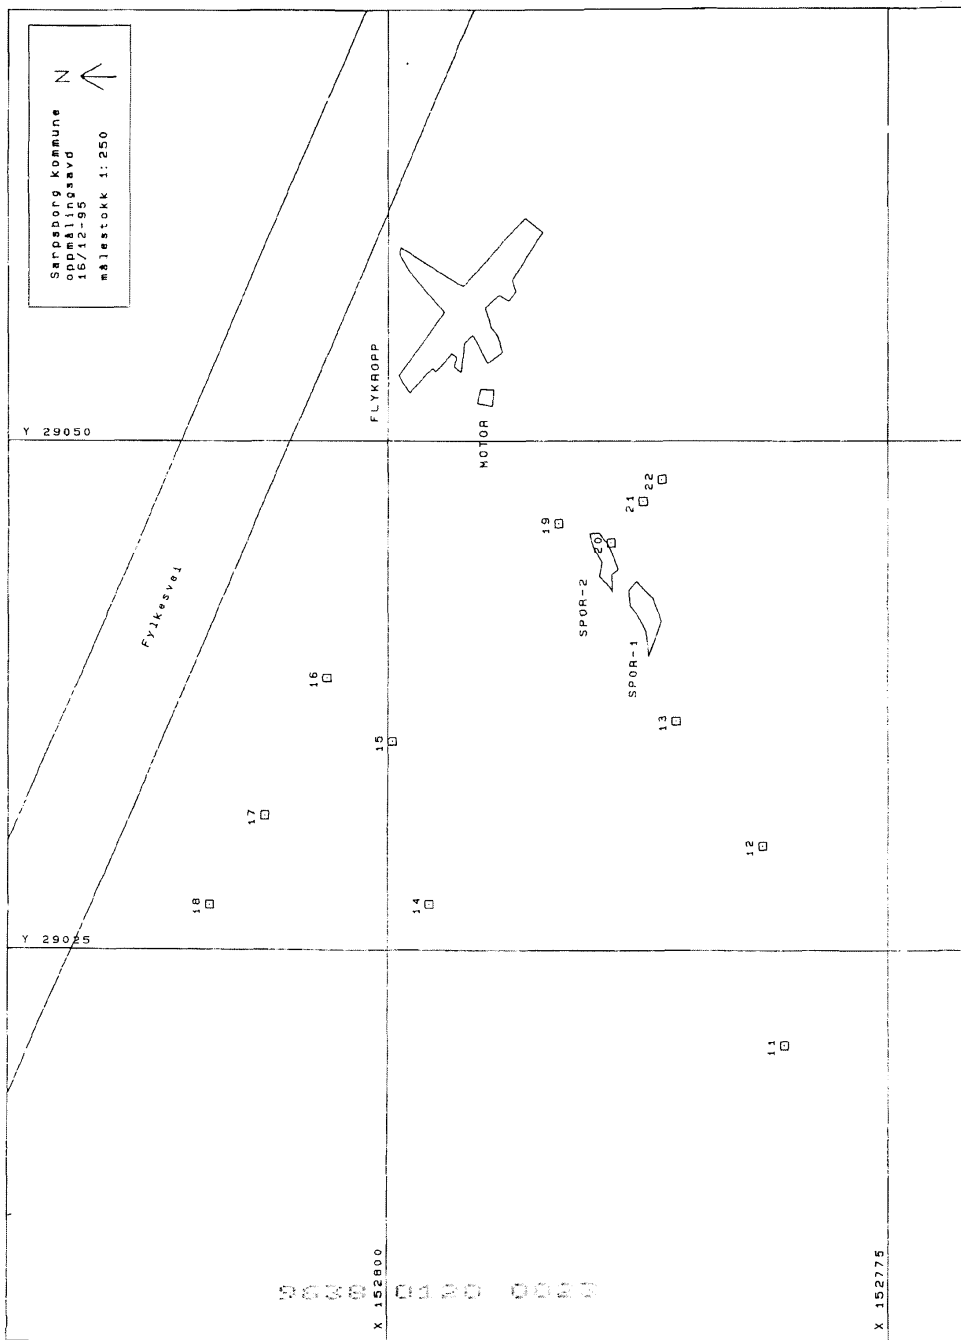 N
Sarpsborg kommune
oppmålingsavd
16/12-95
målestokk 1:250
Fylkesvei
FLYKROPP
MOTOR
Y 29050
19
20
21
22
SPOR-2
SPOR-1
16
15
13
17
12
18
14
Y 29025
11
X 152800
X 152775